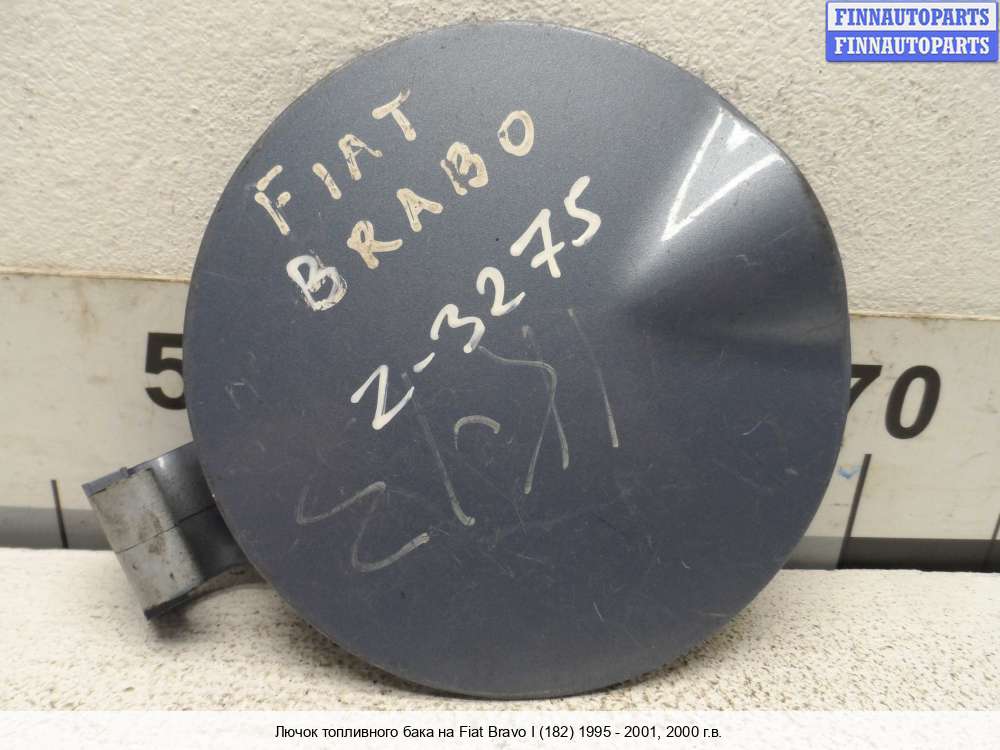 FINNAUTOPARTS
FINNAUTOPARTS
FIAT
BRABO
Z-3275
5
70
Лючок топливного бака на Fiat Bravo I (182) 1995 - 2001, 2000 г.в.